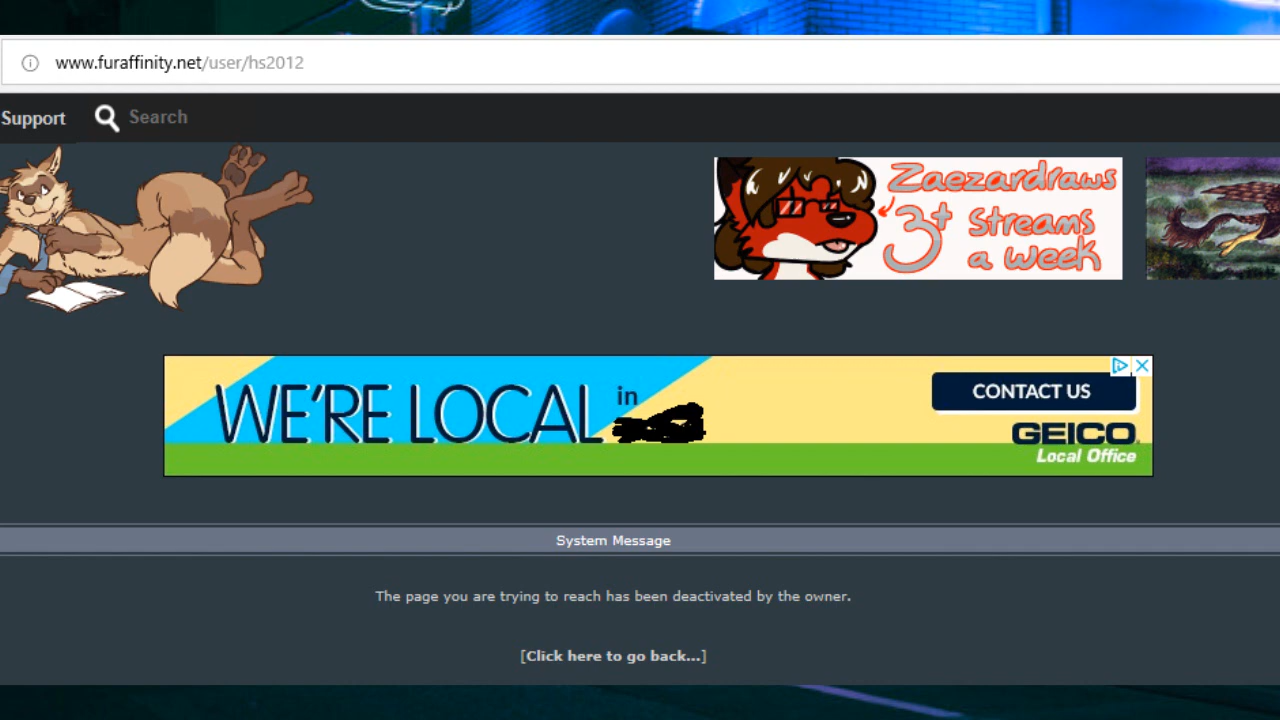 www.furaffinity.net/user/hs2012
Support
Search
Zaezardraws
3+ Streams
a week
WE'RE LOCAL in
CONTACT US
GEICO
Local Office
System Message
The page you are trying to reach has been deactivated by the owner.
[Click here to go back...]